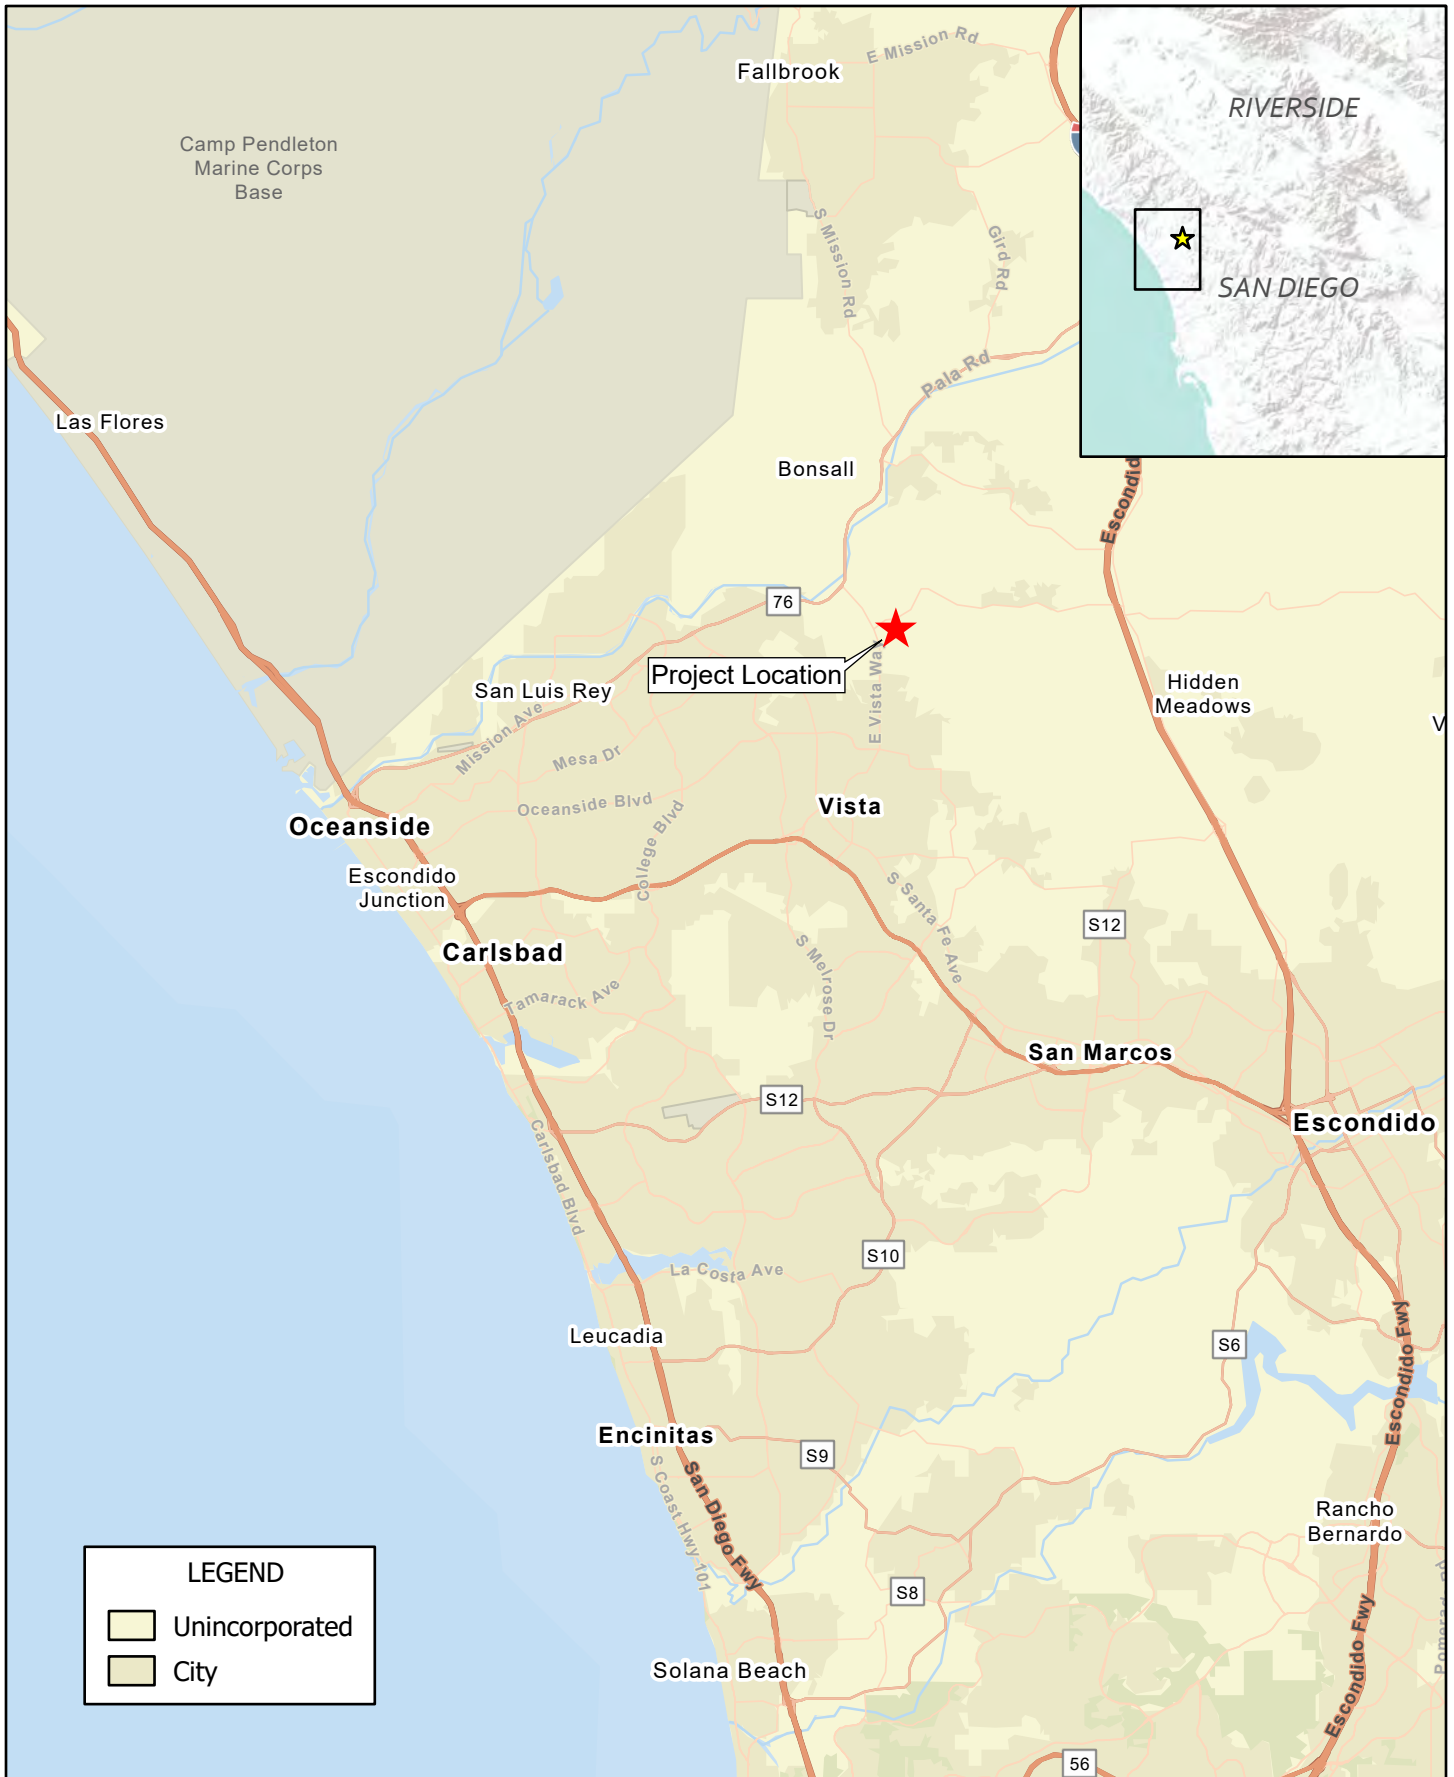 Fallbrook
E Mission Rd
RIVERSIDE
Camp Pendleton
Marine Corps
Base
S Mission Rd
Gird Rd
SAN DIEGO
Pala Rd
Las Flores
Bonsall
Escondid
76
Project Location
E Vista Way
San Luis Rey
Hidden
Meadows
V
Mission Ave
Mesa Dr
Oceanside Blvd
College Blvd
Vista
Oceanside
Escondido
Junction
S Santa Fe Ave
S12
Carlsbad
S Melrose Dr
Tamarack Ave
San Marcos
S12
Escondido
Carlsbad Blvd
S10
La Costa Ave
Leucadia
S6
Escondido Fwy
Encinitas
S9
S Coast Hwy 101
San Diego Fwy
Rancho
Bernardo
LEGEND
Unincorporated
City
S8
Solana Beach
Escondido Fwy
Pomerad Rd
56